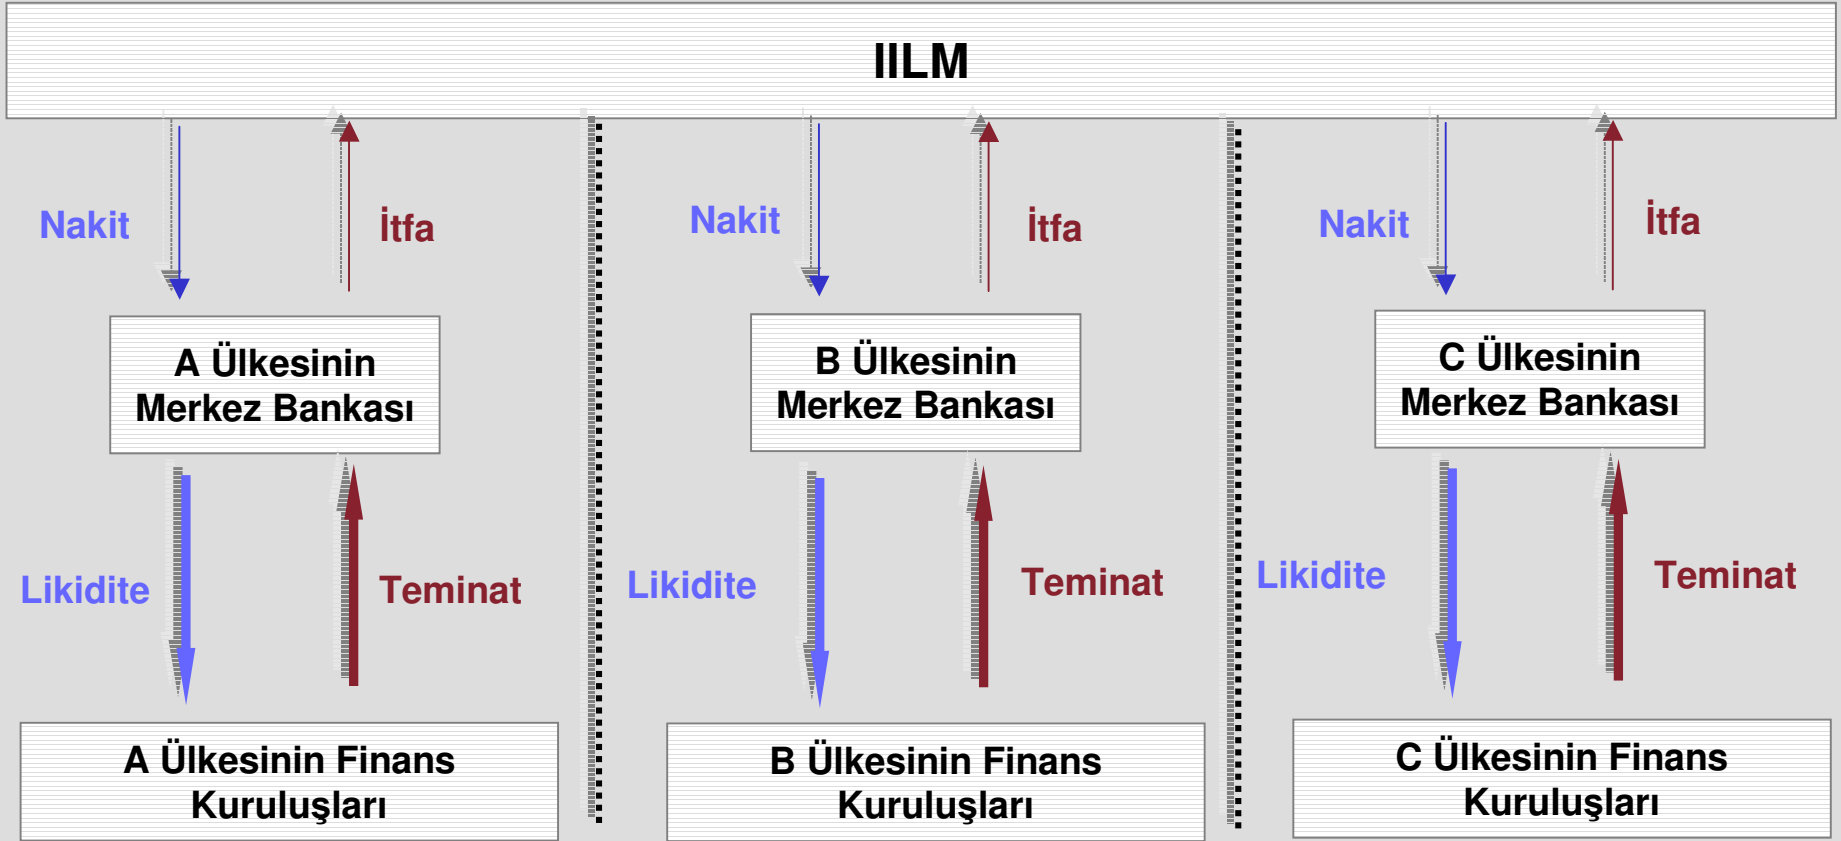 IILM
Nakit
İtfa
Nakit
İtfa
Nakit
İtfa
A Ülkesinin
Merkez Bankası
B Ülkesinin
Merkez Bankası
C Ülkesinin
Merkez Bankası
Likidite
Teminat
Likidite
Teminat
Likidite
Teminat
A Ülkesinin Finans
Kuruluşları
B Ülkesinin Finans
Kuruluşları
C Ülkesinin Finans
Kuruluşları